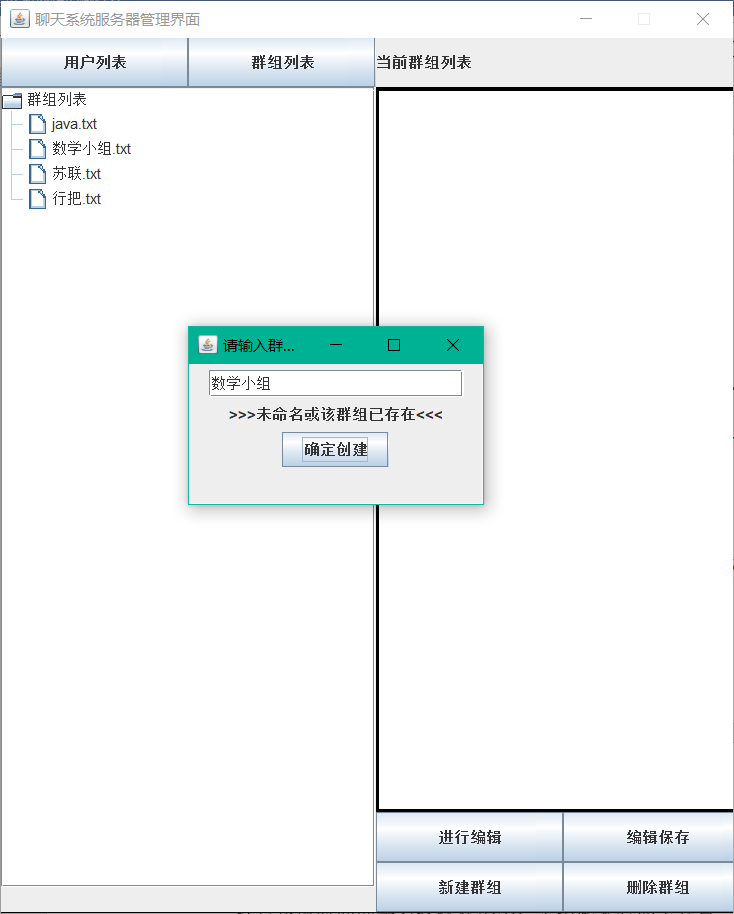 聊天系统服务器管理界面
用户列表
群组列表
当前群组列表
群组列表
java.txt
数学小组.txt
苏联.txt
行把.txt
请输入群...
数学小组
>>>未命名或该群组已存在<<<
确定创建
进行编辑
编辑保存
新建群组
删除群组